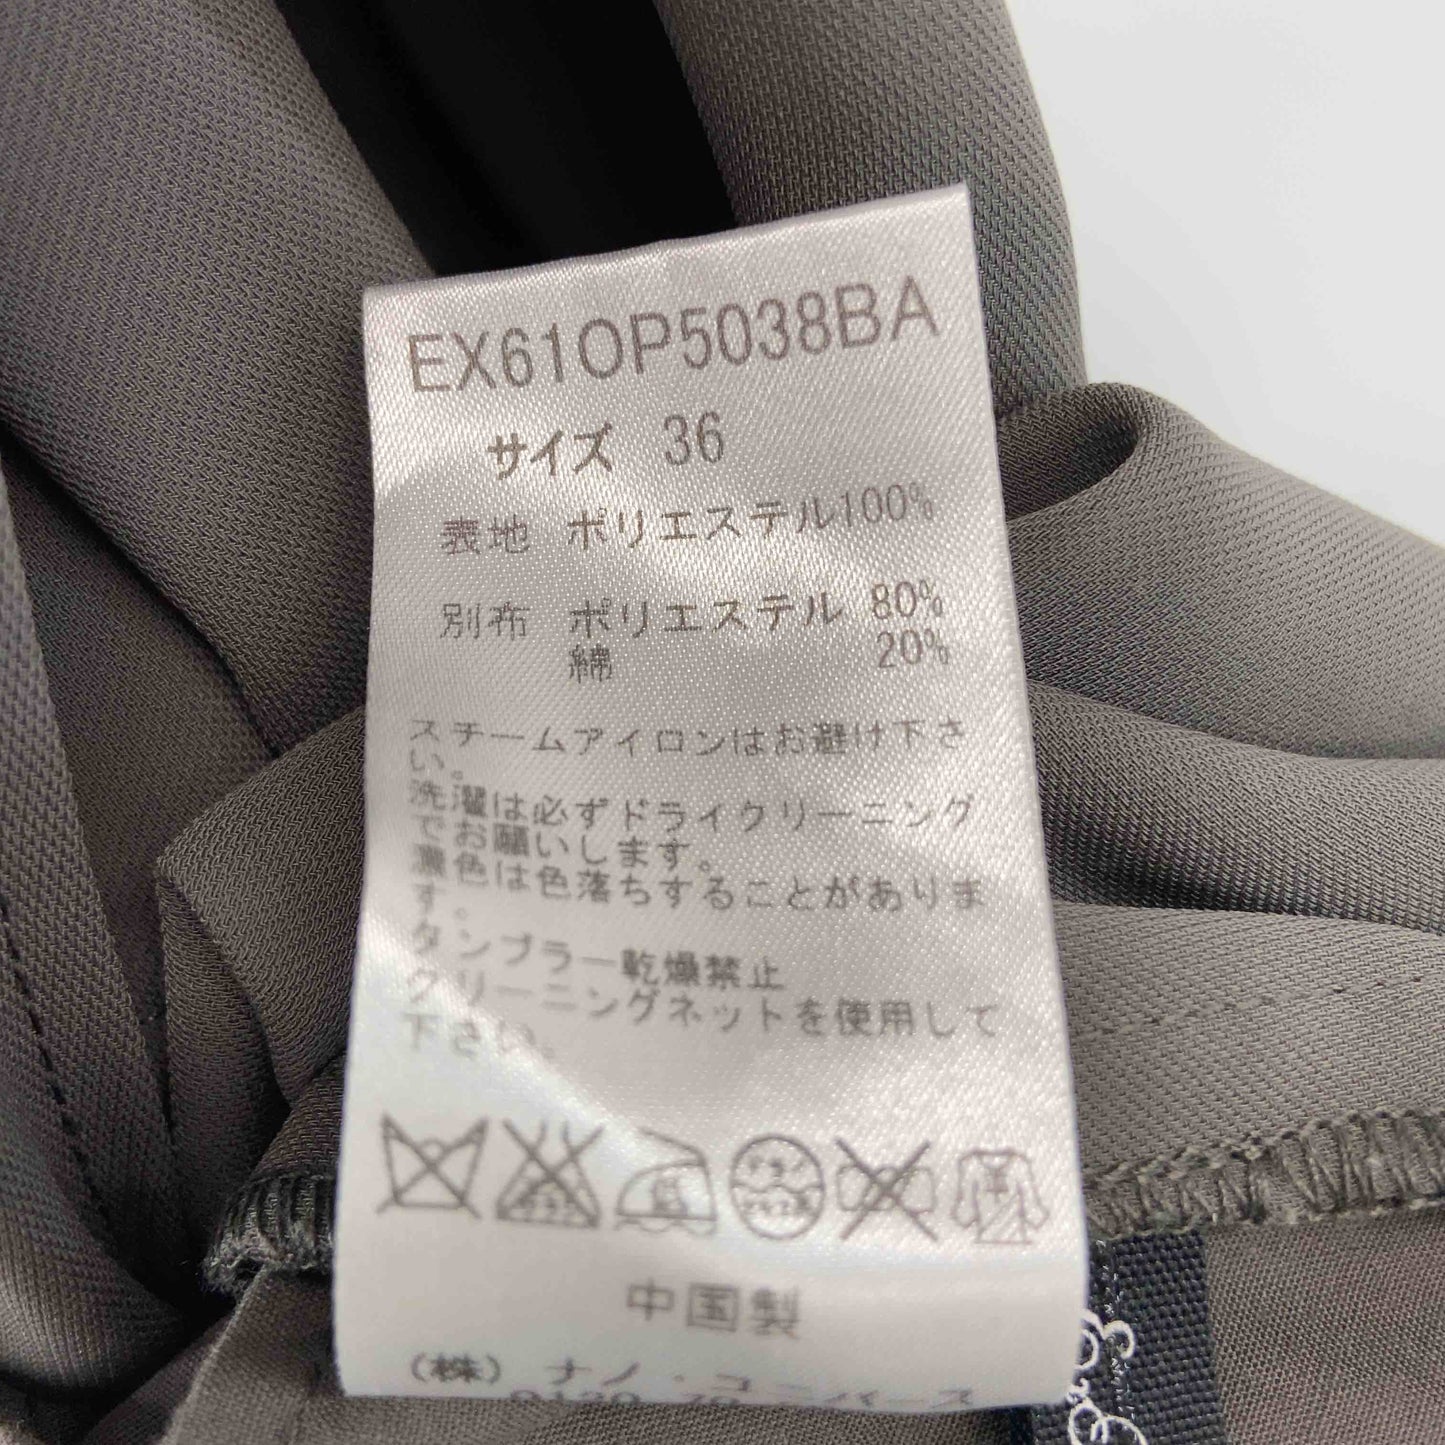 EX61OP5038BA
サイズ 36
表地 ポリエステル100%
別布 ポリエステル 80%
綿 20%
スチームアイロンはお避け下さ
い。
洗濯は必ずドライクリーニング
でお願いします。
濃色は色落ちすることがありま
す。
タンブラー乾燥禁止
クリーニングネットを使用して
下さい。
中国製
(株) ナノ・ユニバース